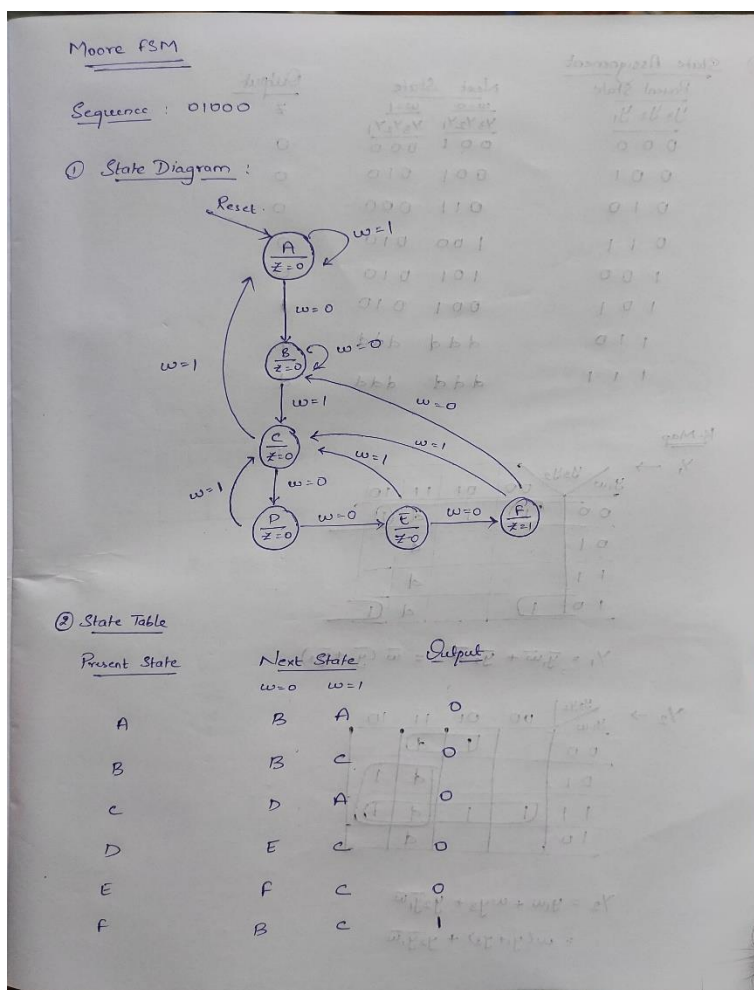 Moore FSM
Sequence : 01000
① State Diagram :
Reset.
A
Z=0
w=1
w=0
B
Z=0
w=0
w=1
w=1
w=0
C
Z=0
w=1
w=1
w=1
w=0
D
Z=0
w=0
E
Z=0
w=0
F
Z=1
② State Table
Present State Next State Output
w=0 w=1
A B A 0
B B C 0
C D A 0
D E C 0
E F C 0
F B C 1